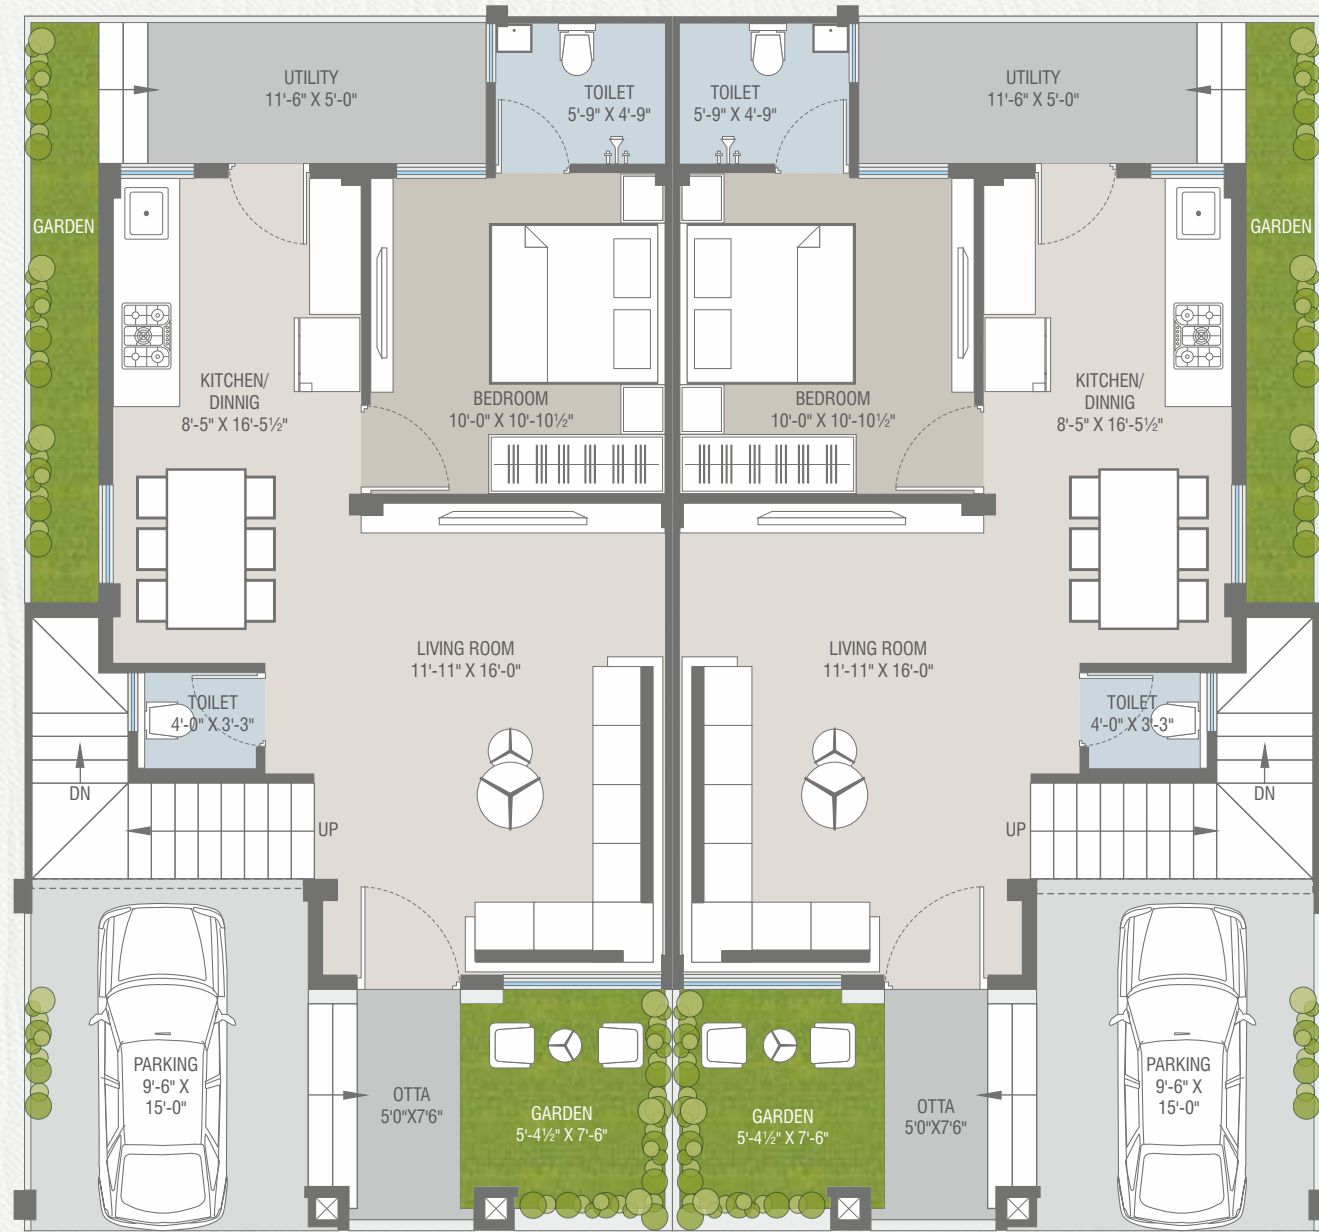 UTILITY
11'-6" X 5'-0"
TOILET
5'-9" X 4'-9"
TOILET
5'-9" X 4'-9"
UTILITY
11'-6" X 5'-0"
GARDEN
GARDEN
KITCHEN/
DINNIG
8'-5" X 16'-5½"
BEDROOM
10'-0" X 10'-10½"
BEDROOM
10'-0" X 10'-10½"
KITCHEN/
DINNIG
8'-5" X 16'-5½"
LIVING ROOM
11'-11" X 16'-0"
LIVING ROOM
11'-11" X 16'-0"
TOILET
4'-0" X 3'-3"
TOILET
4'-0" X 3'-3"
DN
UP
UP
DN
PARKING
9'-6" X
15'-0"
OTTA
5'0"X7'6"
GARDEN
5'-4½" X 7'-6"
GARDEN
5'-4½" X 7'-6"
OTTA
5'0"X7'6"
PARKING
9'-6" X
15'-0"